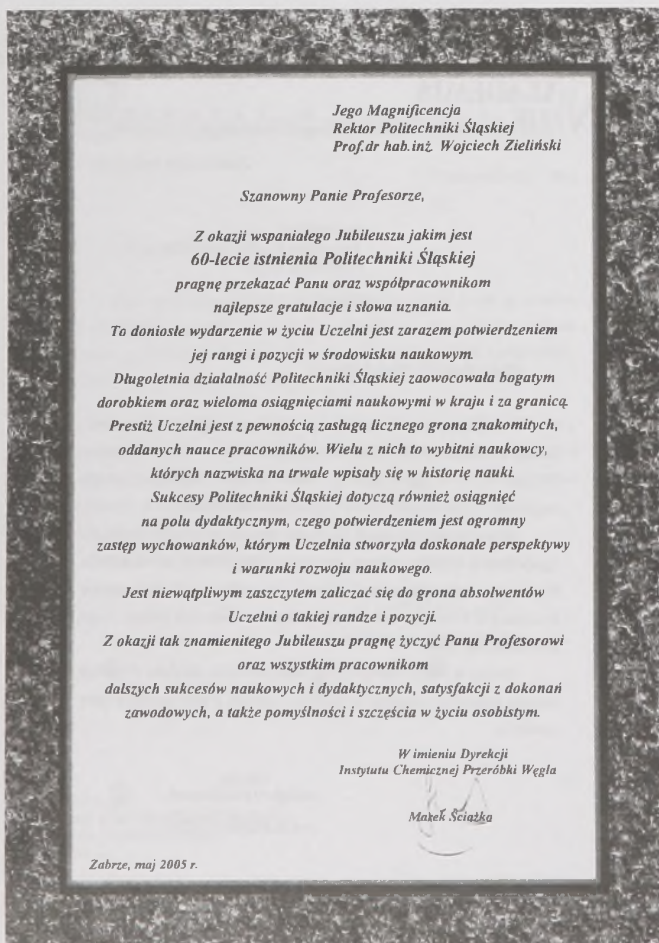 Jego Magnificencja
Rektor Politechniki Śląskiej
Prof.dr hab.inż. Wojciech Zieliński
Szanowny Panie Profesorze,
Z okazji wspaniałego Jubileuszu jakim jest
60-lecie istnienia Politechniki Śląskiej
pragnę przekazać Panu oraz współpracownikom
najlepsze gratulacje i słowa uznania.
To doniosłe wydarzenie w życiu Uczelni jest zarazem potwierdzeniem
jej rangi i pozycji w środowisku naukowym.
Długoletnia działalność Politechniki Śląskiej zaowocowała bogatym
dorobkiem oraz wieloma osiągnięciami naukowymi w kraju i za granicą.
Prestiż Uczelni jest z pewnością zasługą licznego grona znakomitych,
oddanych nauce pracowników. Wielu z nich to wybitni naukowcy,
których nazwiska na trwałe wpisały się w historię nauki.
Sukcesy Politechniki Śląskiej dotyczą również osiągnięć
na polu dydaktycznym, czego potwierdzeniem jest ogromny
zastęp wychowanków, którym Uczelnia stworzyła doskonałe perspektywy
i warunki rozwoju naukowego.
Jest niewątpliwym zaszczytem zaliczać się do grona absolwentów
Uczelni o takiej randze i pozycji.
Z okazji tak znamienitego Jubileuszu pragnę życzyć Panu Profesorowi
oraz wszystkim pracownikom
dalszych sukcesów naukowych i dydaktycznych, satysfakcji z dokonań
zawodowych, a także pomyślności i szczęścia w życiu osobistym.
W imieniu Dyrekcji
Instytutu Chemicznej Przeróbki Węgla
Marek Ściążko
Zabrze, maj 2005 r.